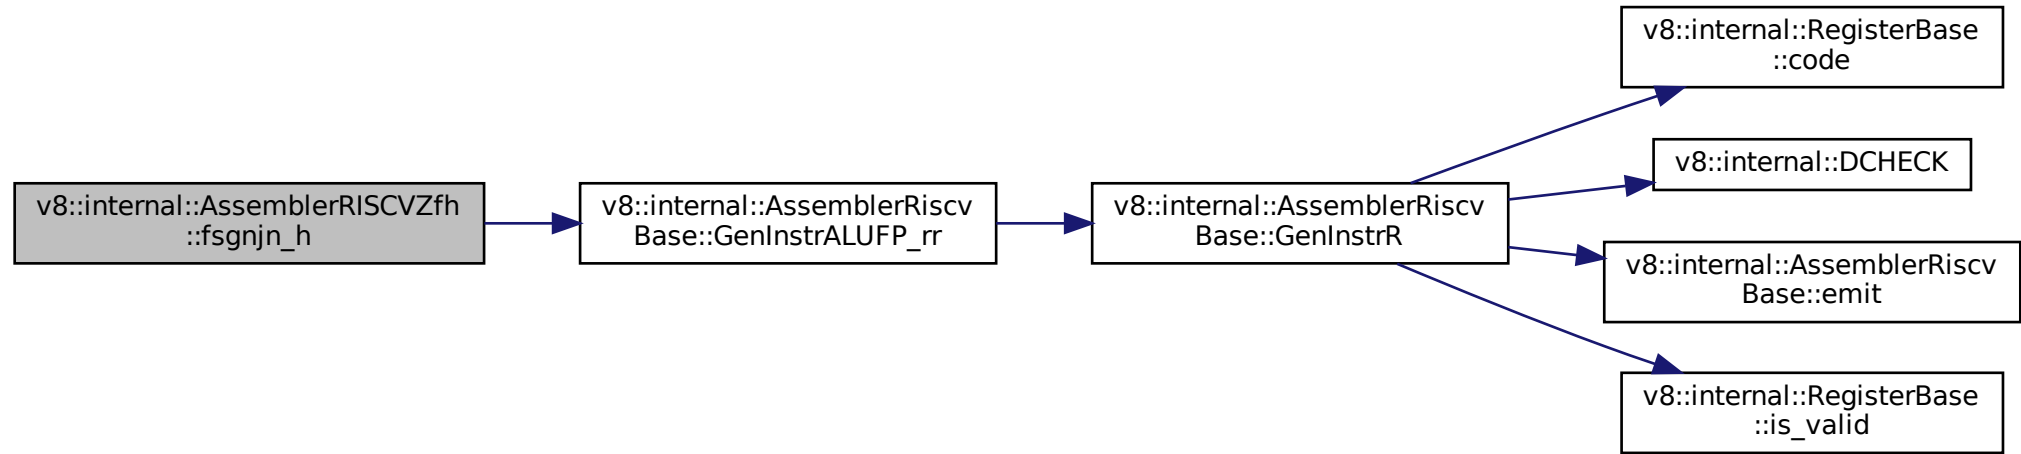 v8::internal::AssemblerRISCVZfh
::fsgnjn_h
v8::internal::AssemblerRiscv
Base::GenInstrALUFP_rr
v8::internal::AssemblerRiscv
Base::GenInstrR
v8::internal::RegisterBase
::code
v8::internal::DCHECK
v8::internal::AssemblerRiscv
Base::emit
v8::internal::RegisterBase
::is_valid